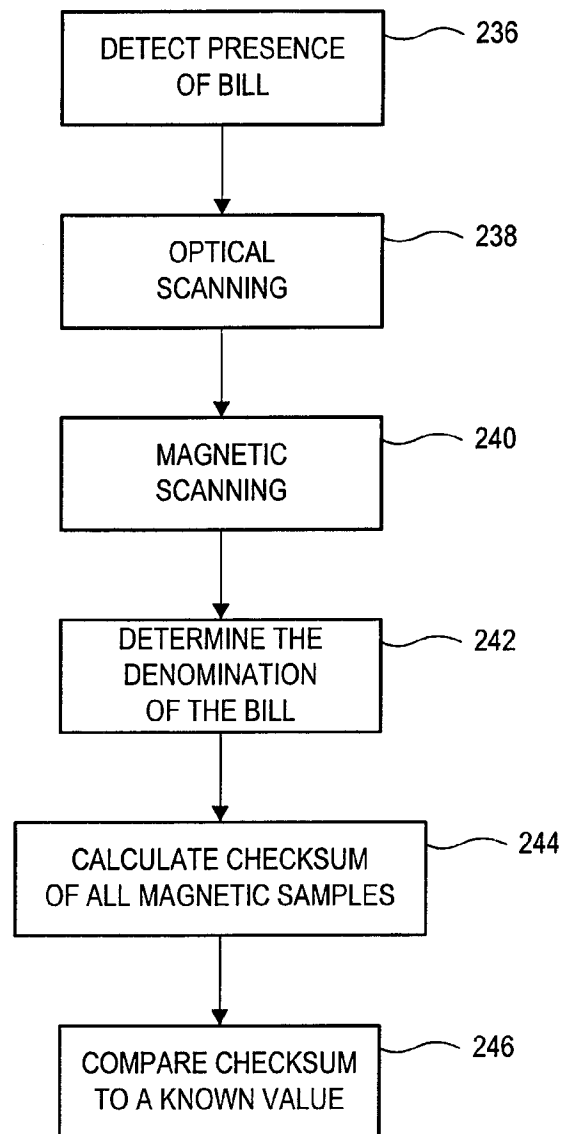 DETECT PRESENCE
OF BILL
236
OPTICAL
SCANNING
238
MAGNETIC
SCANNING
240
DETERMINE THE
DENOMINATION
OF THE BILL
242
CALCULATE CHECKSUM
OF ALL MAGNETIC SAMPLES
244
COMPARE CHECKSUM
TO A KNOWN VALUE
246